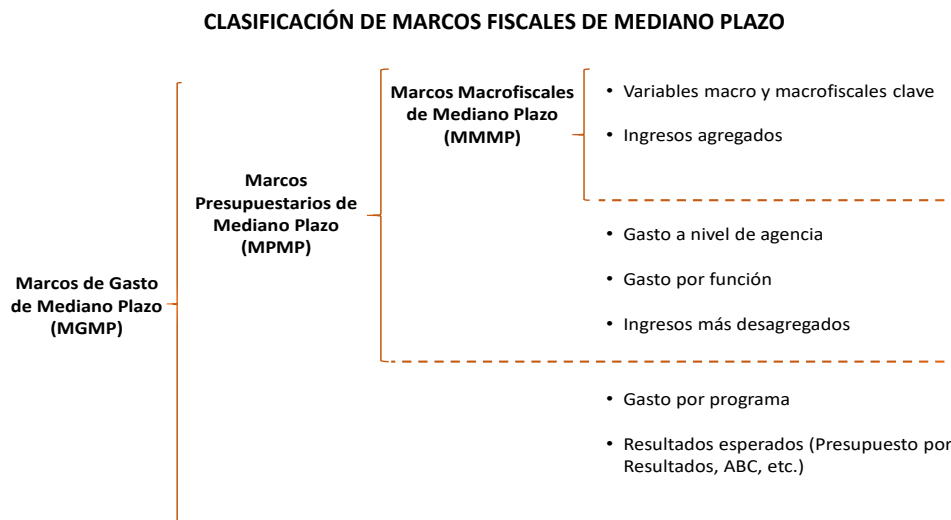 CLASIFICACIÓN DE MARCOS FISCALES DE MEDIANO PLAZO
Marcos de Gasto
de Mediano Plazo
(MGMP)
Marcos
Presupuestarios de
Mediano Plazo
(MPMP)
Marcos Macrofiscales
de Mediano Plazo
(MMMP)
• Variables macro y macrofiscales clave
• Ingresos agregados
• Gasto a nivel de agencia
• Gasto por función
• Ingresos más desagregados
• Gasto por programa
• Resultados esperados (Presupuesto por
Resultados, ABC, etc.)